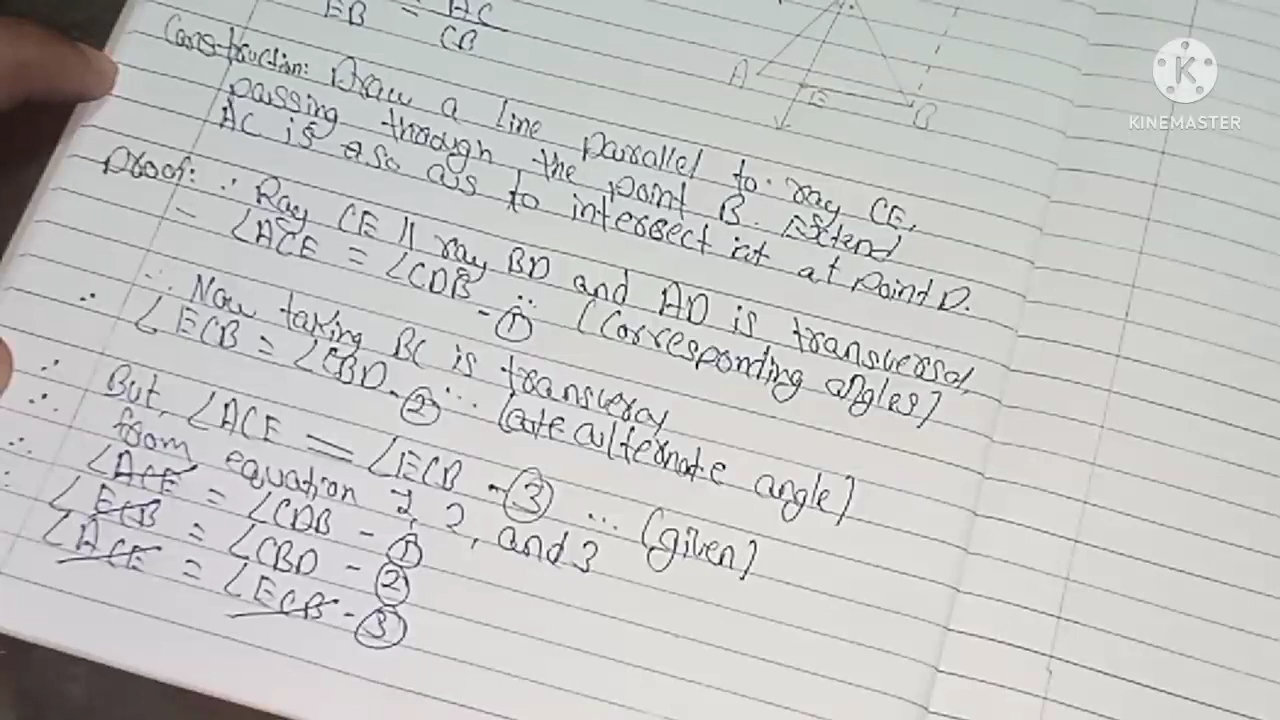 EB = AC
CB
A
E
B
K
KINEMASTER
Construction: Draw a line parallel to ray CE,
passing through the point B. Extend
AC is aso as to intersect it at point D.
Proof: ∵ Ray CE || ray BD and AD is transversal,
∠ACE = ∠CDB - ① ... (Corresponding angles)
∵ Now taking BC is transversal
∴ ∠ECB = ∠CBD - ② ... alternate angle)
∴ But, ∠ACE = ∠ECB - ③ ... (given)
∴ from equation 1, 2, and 3
∴ ∠ACE = ∠CDB - ①
∠ECB = ∠CBD - ②
∠ACE = ∠ECB - ③